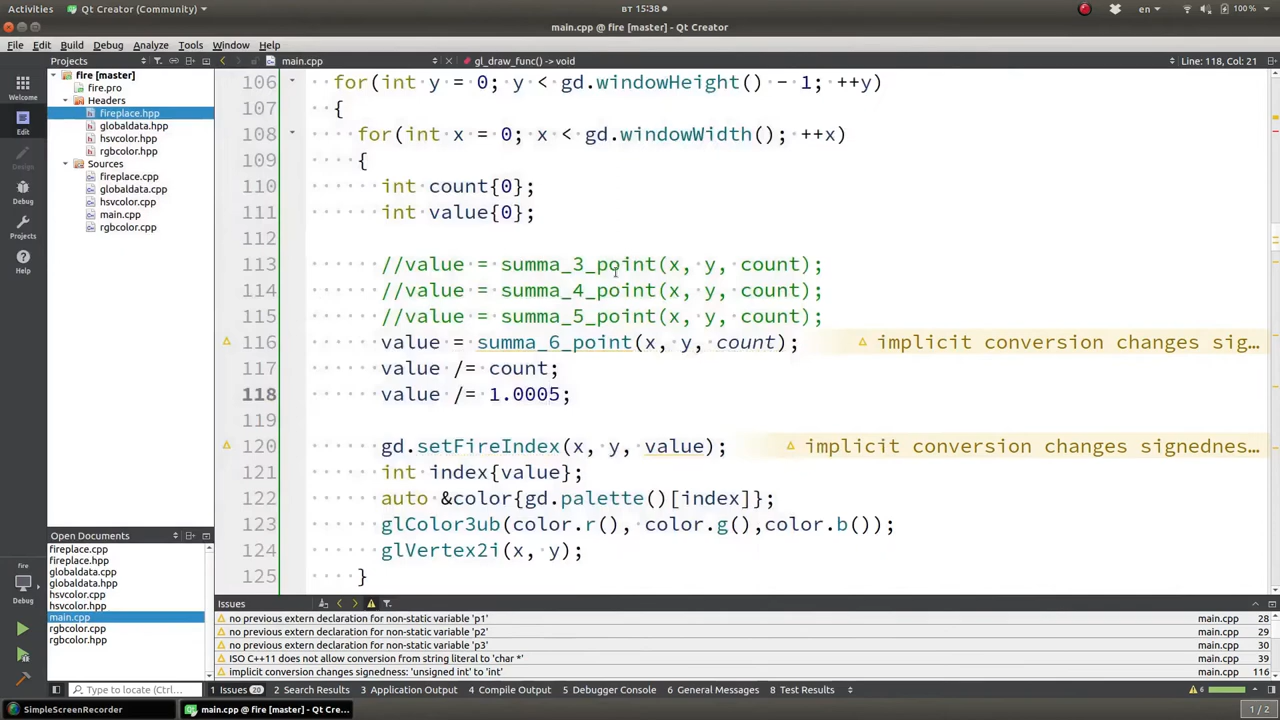 Activities
Qt Creator (Community)
ВТ 15:38
en
100 %
main.cpp @ fire [master] - Qt Creator
File Edit Build Debug Analyze Tools Window Help
Projects
main.cpp
gl_draw_func() → void
Line: 118, Col: 21
Welcome
Edit
Design
Debug
Projects
Help
fire
Debug
fire [master]
fire.pro
Headers
fireplace.hpp
globaldata.hpp
hsvcolor.hpp
rgbcolor.hpp
Sources
fireplace.cpp
globaldata.cpp
hsvcolor.cpp
main.cpp
rgbcolor.cpp
Open Documents
fireplace.cpp
fireplace.hpp
globaldata.cpp
globaldata.hpp
hsvcolor.cpp
hsvcolor.hpp
main.cpp
rgbcolor.cpp
rgbcolor.hpp
106 for(int y = 0; y < gd.windowHeight() - 1; ++y)
107 {
108 for(int x = 0; x < gd.windowWidth(); ++x)
109 {
110 int count{0};
111 int value{0};
112
113 //value = summa_3_point(x, y, count);
114 //value = summa_4_point(x, y, count);
115 //value = summa_5_point(x, y, count);
116 value = summa_6_point(x, y, count); implicit conversion changes sig…
117 value /= count;
118 value /= 1.0005;
119
120 gd.setFireIndex(x, y, value); implicit conversion changes signednes…
121 int index{value};
122 auto &color{gd.palette()[index]};
123 glColor3ub(color.r(), color.g(),color.b());
124 glVertex2i(x, y);
125 }
Issues
no previous extern declaration for non-static variable 'p1' main.cpp 28
no previous extern declaration for non-static variable 'p2' main.cpp 29
no previous extern declaration for non-static variable 'p3' main.cpp 30
ISO C++11 does not allow conversion from string literal to 'char *' main.cpp 39
implicit conversion changes signedness: 'unsigned int' to 'int' main.cpp 116
Type to locate (Ctrl…
1 Issues 20 2 Search Results 3 Application Output 4 Compile Output 5 Debugger Console 6 General Messages 8 Test Results
6
SimpleScreenRecorder
main.cpp @ fire [master] - Qt Cre…
1 / 2